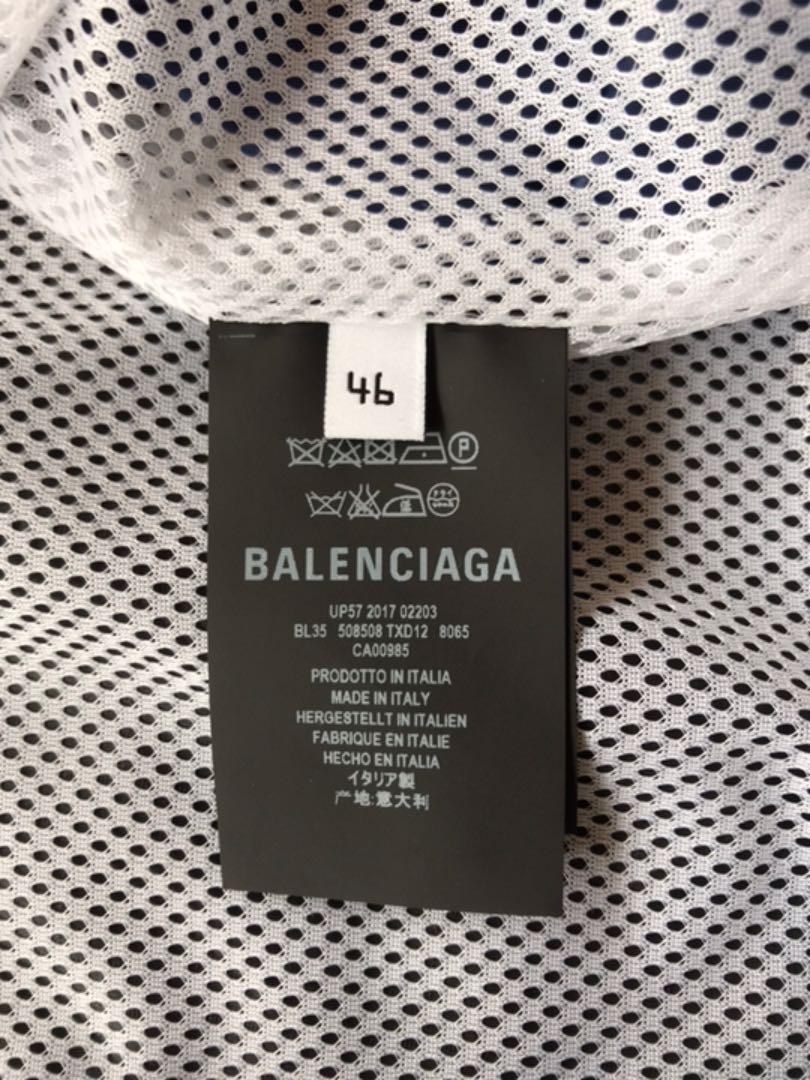 46
P
BALENCIAGA
UP57 2017 02203
BL35 508508 TXD12 8065
CA00985
PRODOTTO IN ITALIA
MADE IN ITALY
HERGESTELLT IN ITALIEN
FABRIQUE EN ITALIE
HECHO EN ITALIA
イタリア製
产地:意大利